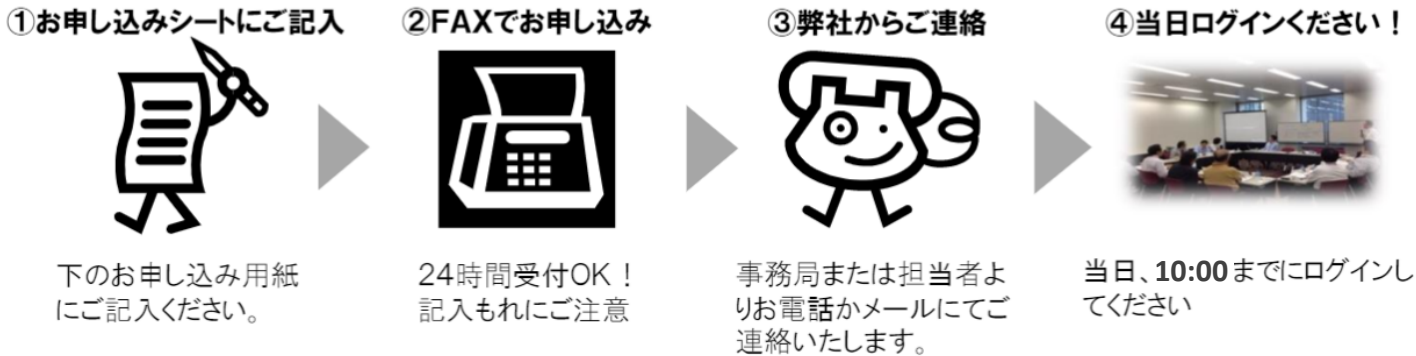 ①お申し込みシートにご記入
②FAXでお申し込み
③弊社からご連絡
④当日ログインください！
下のお申し込み用紙
にご記入ください。
24時間受付OK！
記入もれにご注意
事務局または担当者よ
りお電話かメールにてご
連絡いたします。
当日、10:00までにログインし
てください